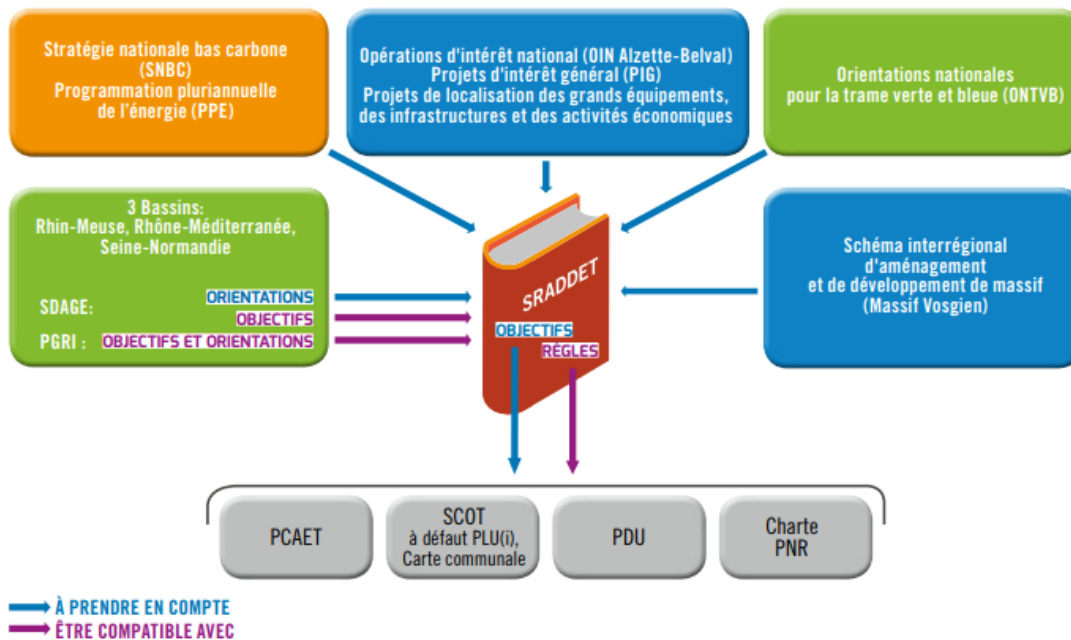 Stratégie nationale bas carbone
(SNBC)
Programmation pluriannuelle
de l'énergie (PPE)
Opérations d'intérêt national (OIN Alzette-Belval)
Projets d'intérêt général (PIG)
Projets de localisation des grands équipements,
des infrastructures et des activités économiques
Orientations nationales
pour la trame verte et bleue (ONTVB)
3 Bassins:
Rhin-Meuse, Rhône-Méditerranée,
Seine-Normandie
SDAGE:
ORIENTATIONS
OBJECTIFS
PGRI : OBJECTIFS ET ORIENTATIONS
SRADDET
OBJECTIFS
RÈGLES
Schéma interrégional
d'aménagement
et de développement de massif
(Massif Vosgien)
PCAET
SCOT
à défaut PLU(i),
Carte communale
PDU
Charte
PNR
À PRENDRE EN COMPTE
ÊTRE COMPATIBLE AVEC